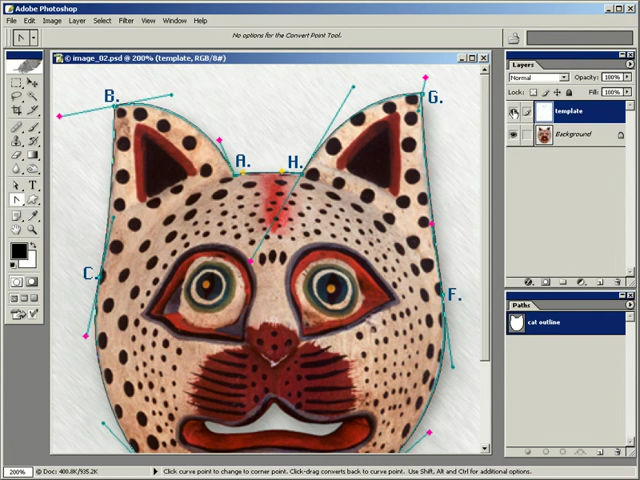 Adobe Photoshop
File Edit Image Layer Select Filter View Window Help
No options for the Convert Point Tool.
© image_02.psd @ 200% (template, RGB/8#)
Layers
Normal Opacity: 100%
Lock: Fill: 100%
template
Background
B.
G.
A.
H.
C.
F.
T
Paths
cat outline
200% Doc: 400.8K/935.2K Click curve point to change to corner point. Click-drag converts back to curve point. Use Shift, Alt and Ctrl for additional options.